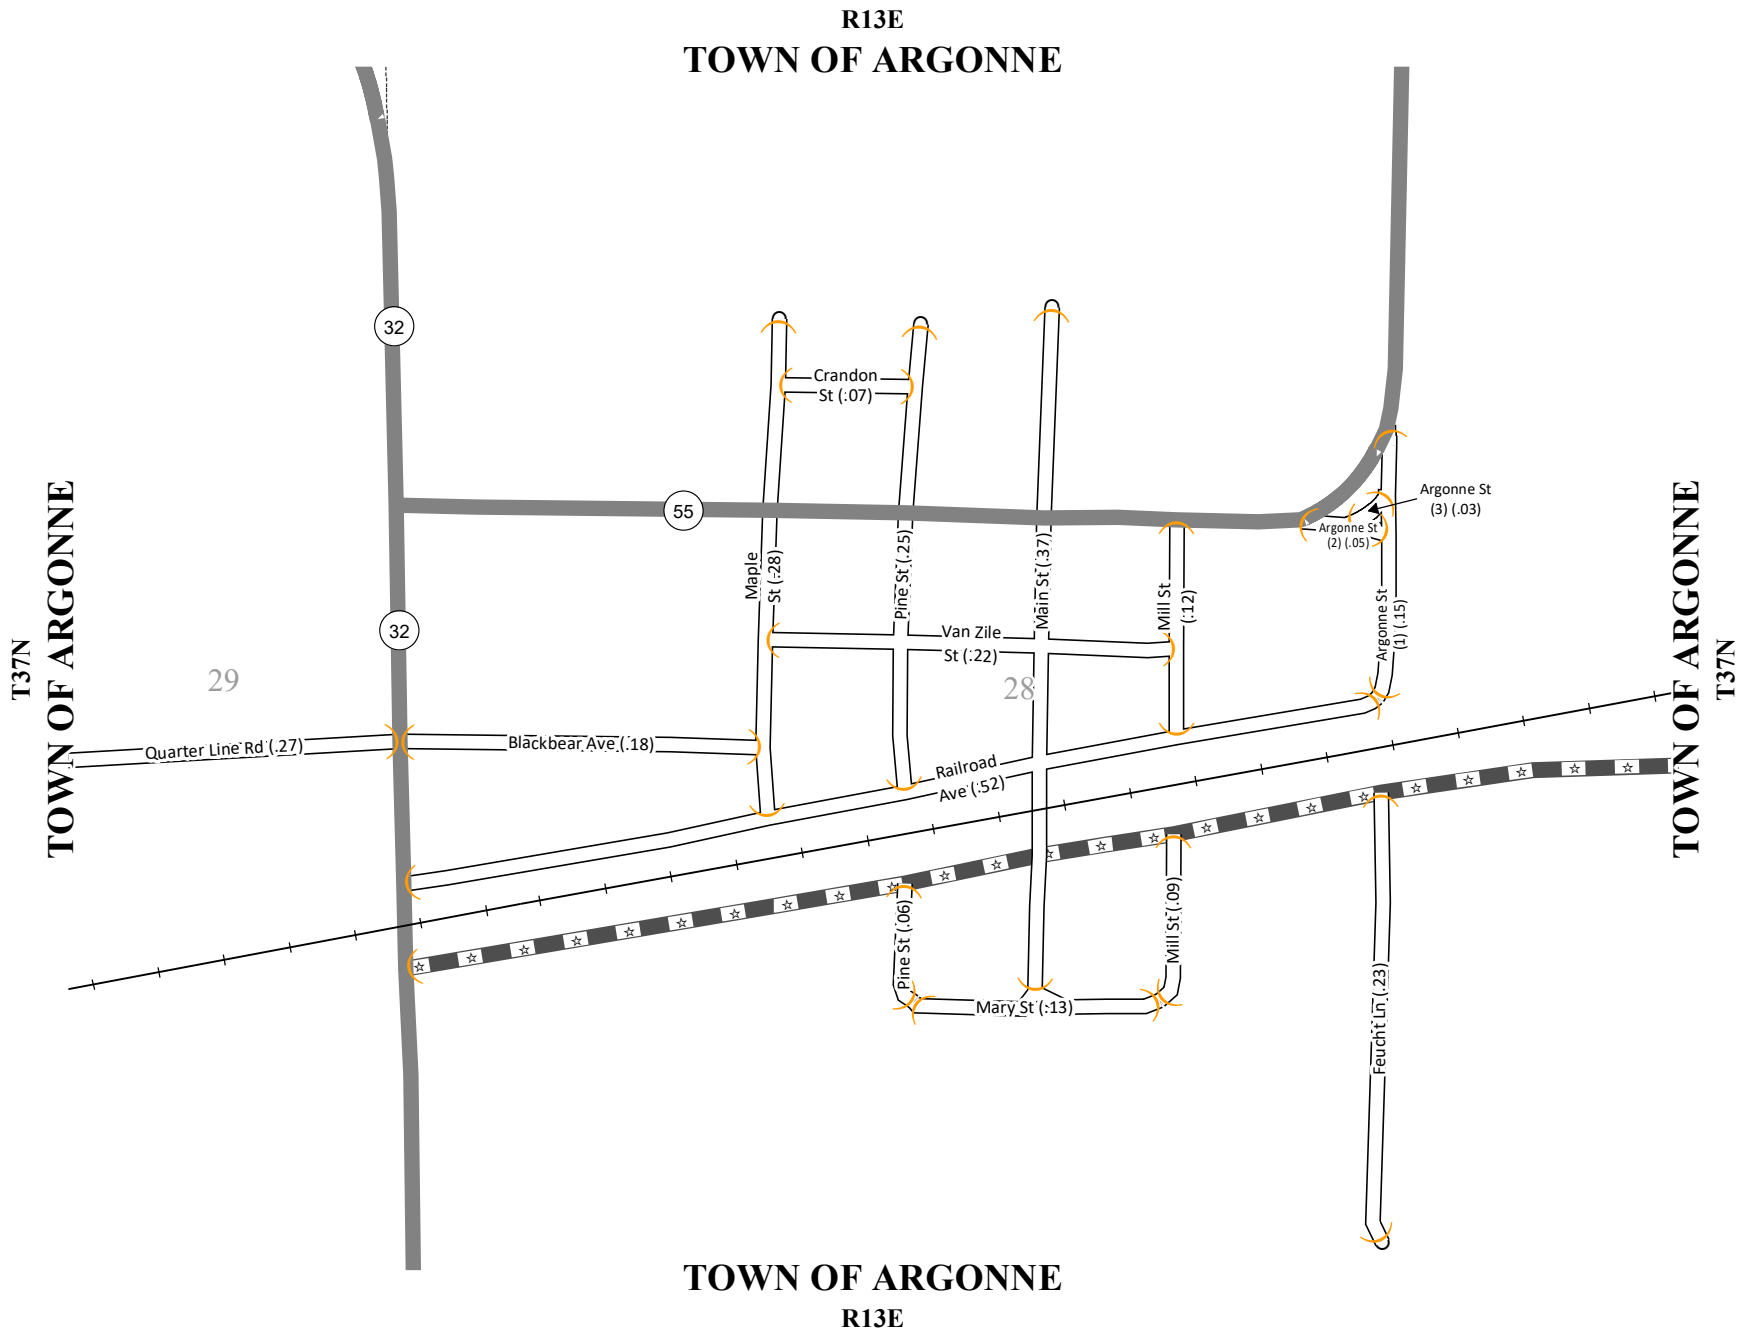 R13E
TOWN OF ARGONNE
32
Crandon
St (.07)
55
Argonne St
(3) (.03)
Argonne St
(2) (.05)
Maple
St (.28)
Pine St (.25)
Main St (.37)
Mill St
(.12)
Argonne St
(1) (.15)
32
Van Zile
St (.22)
T37N
TOWN OF ARGONNE
29
28
TOWN OF ARGONNE
T37N
Quarter Line Rd (.27)
Blackbear Ave (.18)
Railroad
Ave (.52)
Pine St (.06)
Mill St (.09)
Mary St (.13)
Feucht Ln (.23)
TOWN OF ARGONNE
R13E